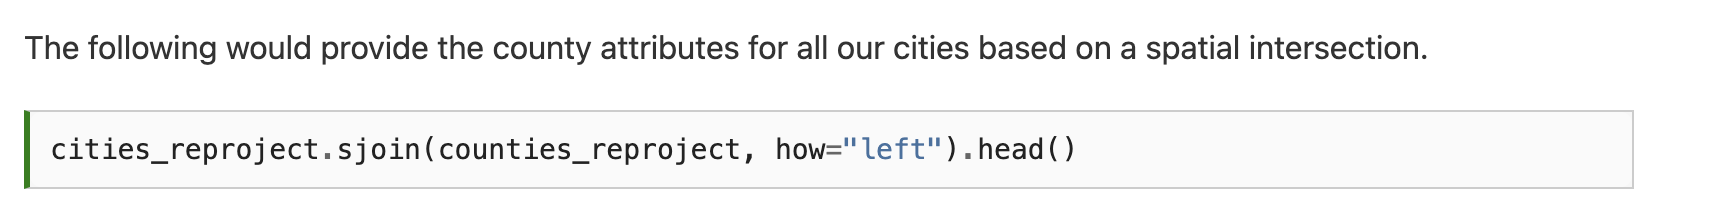 The following would provide the county attributes for all our cities based on a spatial intersection.
cities_reproject.sjoin(counties_reproject, how="left").head()